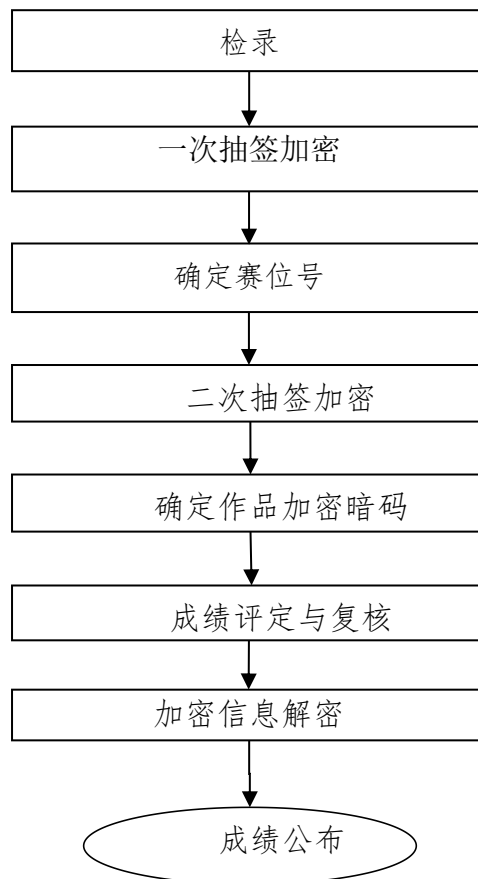 检录
一次抽签加密
确定赛位号
二次抽签加密
确定作品加密暗码
成绩评定与复核
加密信息解密
成绩公布